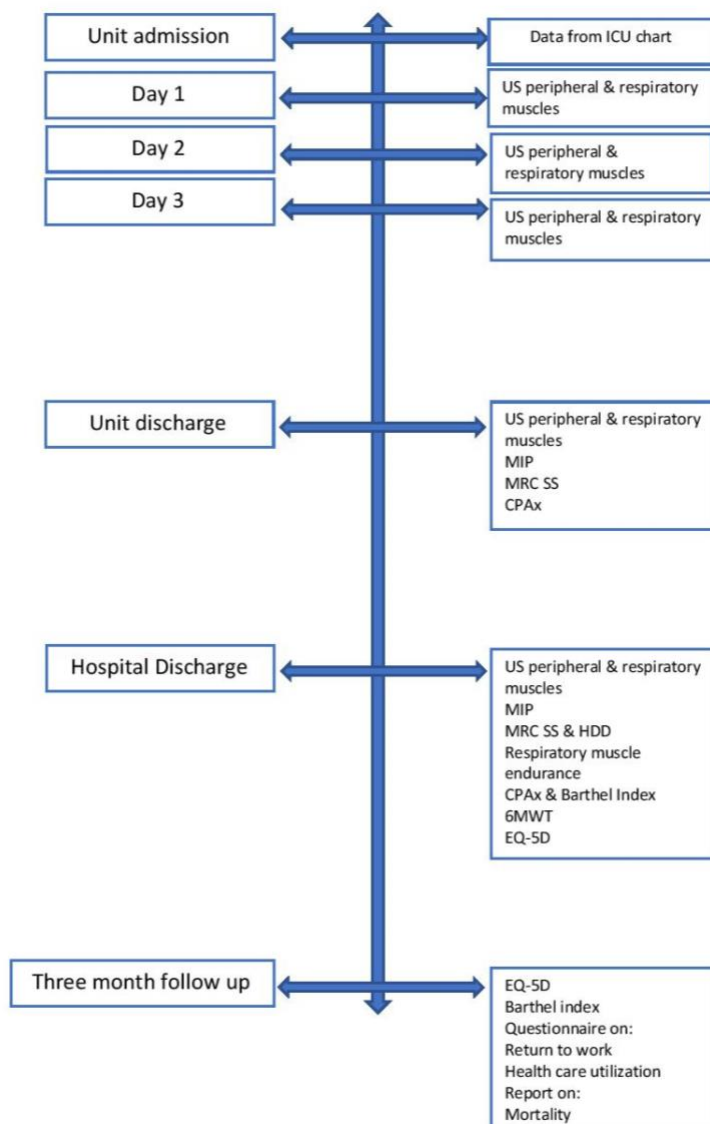 Unit admission
Data from ICU chart
Day 1
US peripheral & respiratory
muscles
Day 2
US peripheral &
respiratory muscles
Day 3
US peripheral & respiratory
muscles
Unit discharge
US peripheral & respiratory
muscles
MIP
MRC SS
CPAx
Hospital Discharge
US peripheral & respiratory
muscles
MIP
MRC SS & HDD
Respiratory muscle
endurance
CPAx & Barthel Index
6MWT
EQ-5D
Three month follow up
EQ-5D
Barthel index
Questionnaire on:
Return to work
Health care utilization
Report on:
Mortality